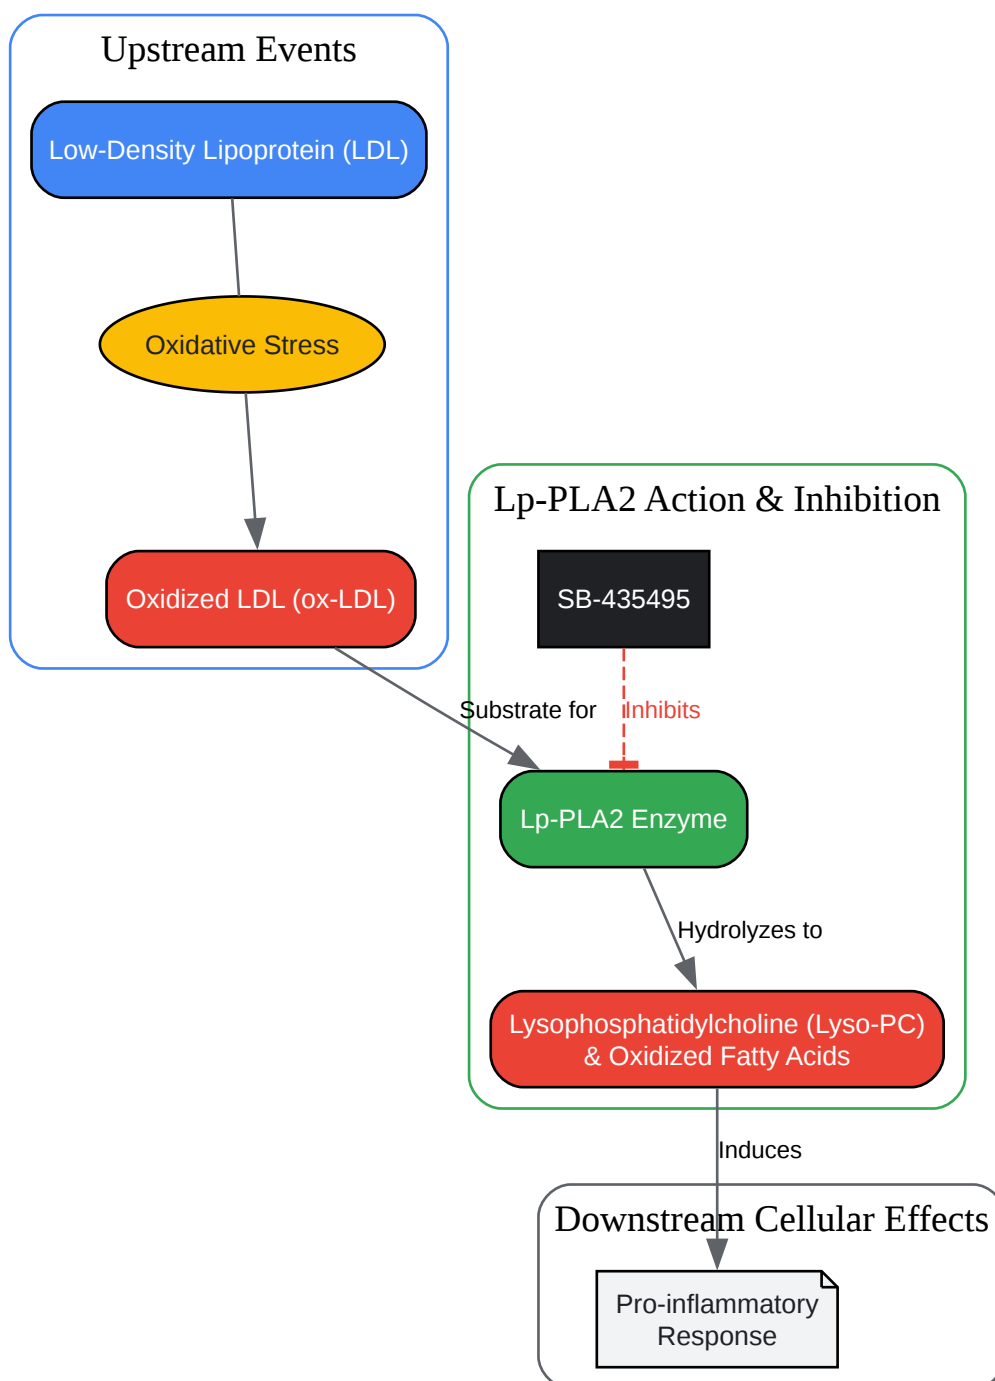 Upstream Events
Low-Density Lipoprotein (LDL)
Oxidative Stress
Oxidized LDL (ox-LDL)
Lp-PLA2 Action & Inhibition
SB-435495
Substrate for
Inhibits
Lp-PLA2 Enzyme
Hydrolyzes to
Lysophosphatidylcholine (Lyso-PC)
& Oxidized Fatty Acids
Induces
Downstream Cellular Effects
Pro-inflammatory
Response